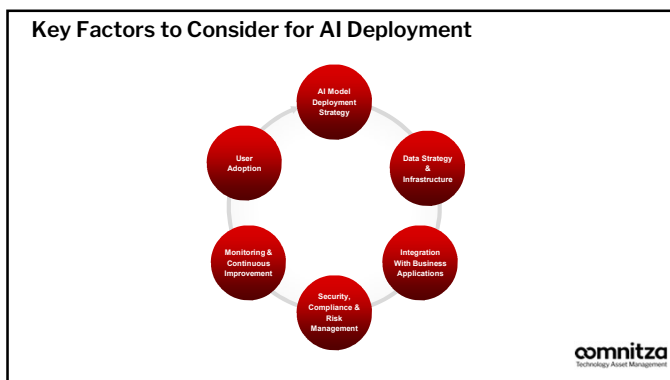 Key Factors to Consider for AI Deployment
AI Model
Deployment
Strategy
Data Strategy
&
Infrastructure
Integration
With Business
Applications
Security,
Compliance &
Risk
Management
Monitoring &
Continuous
Improvement
User
Adoption
oomnitza
Technology Asset Management